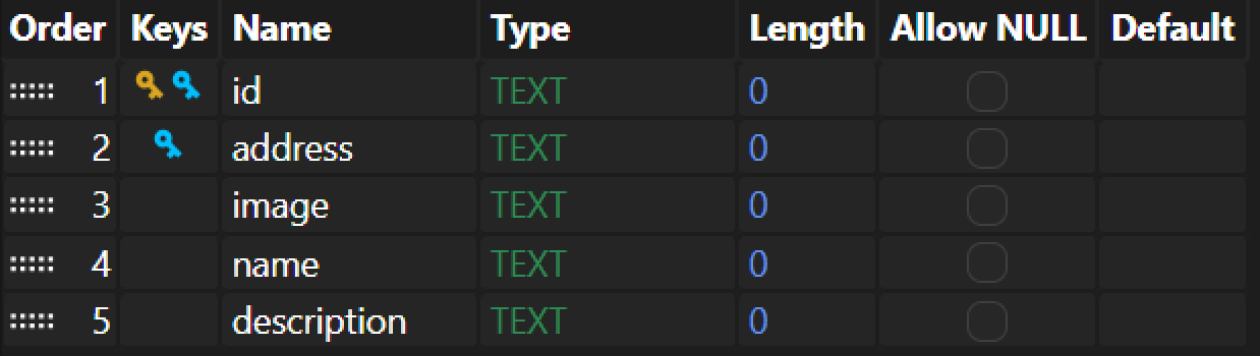 Order Keys Name Type Length Allow NULL Default
1 id TEXT 0
2 address TEXT 0
3 image TEXT 0
4 name TEXT 0
5 description TEXT 0